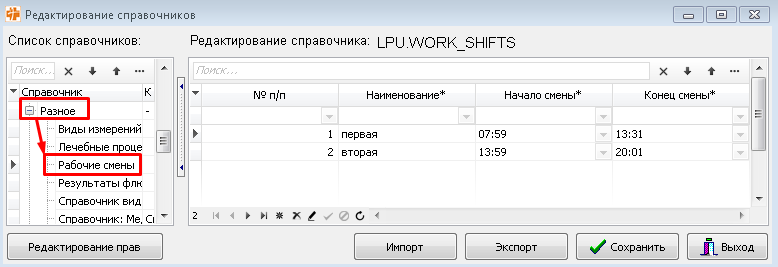 Редактирование справочников
Список справочников:
Редактирование справочника: LPU.WORK_SHIFTS
Поиск...
Поиск...
Справочник К
Разное -
Виды измерений
Лечебные проце
Рабочие смены
Результаты флю
Справочник вид
Справочник: Ме, Сп
№ п/п Наименование* Начало смены* Конец смены*
1 первая 07:59 13:31
2 вторая 13:59 20:01
2
Редактирование прав Импорт Экспорт Сохранить Выход